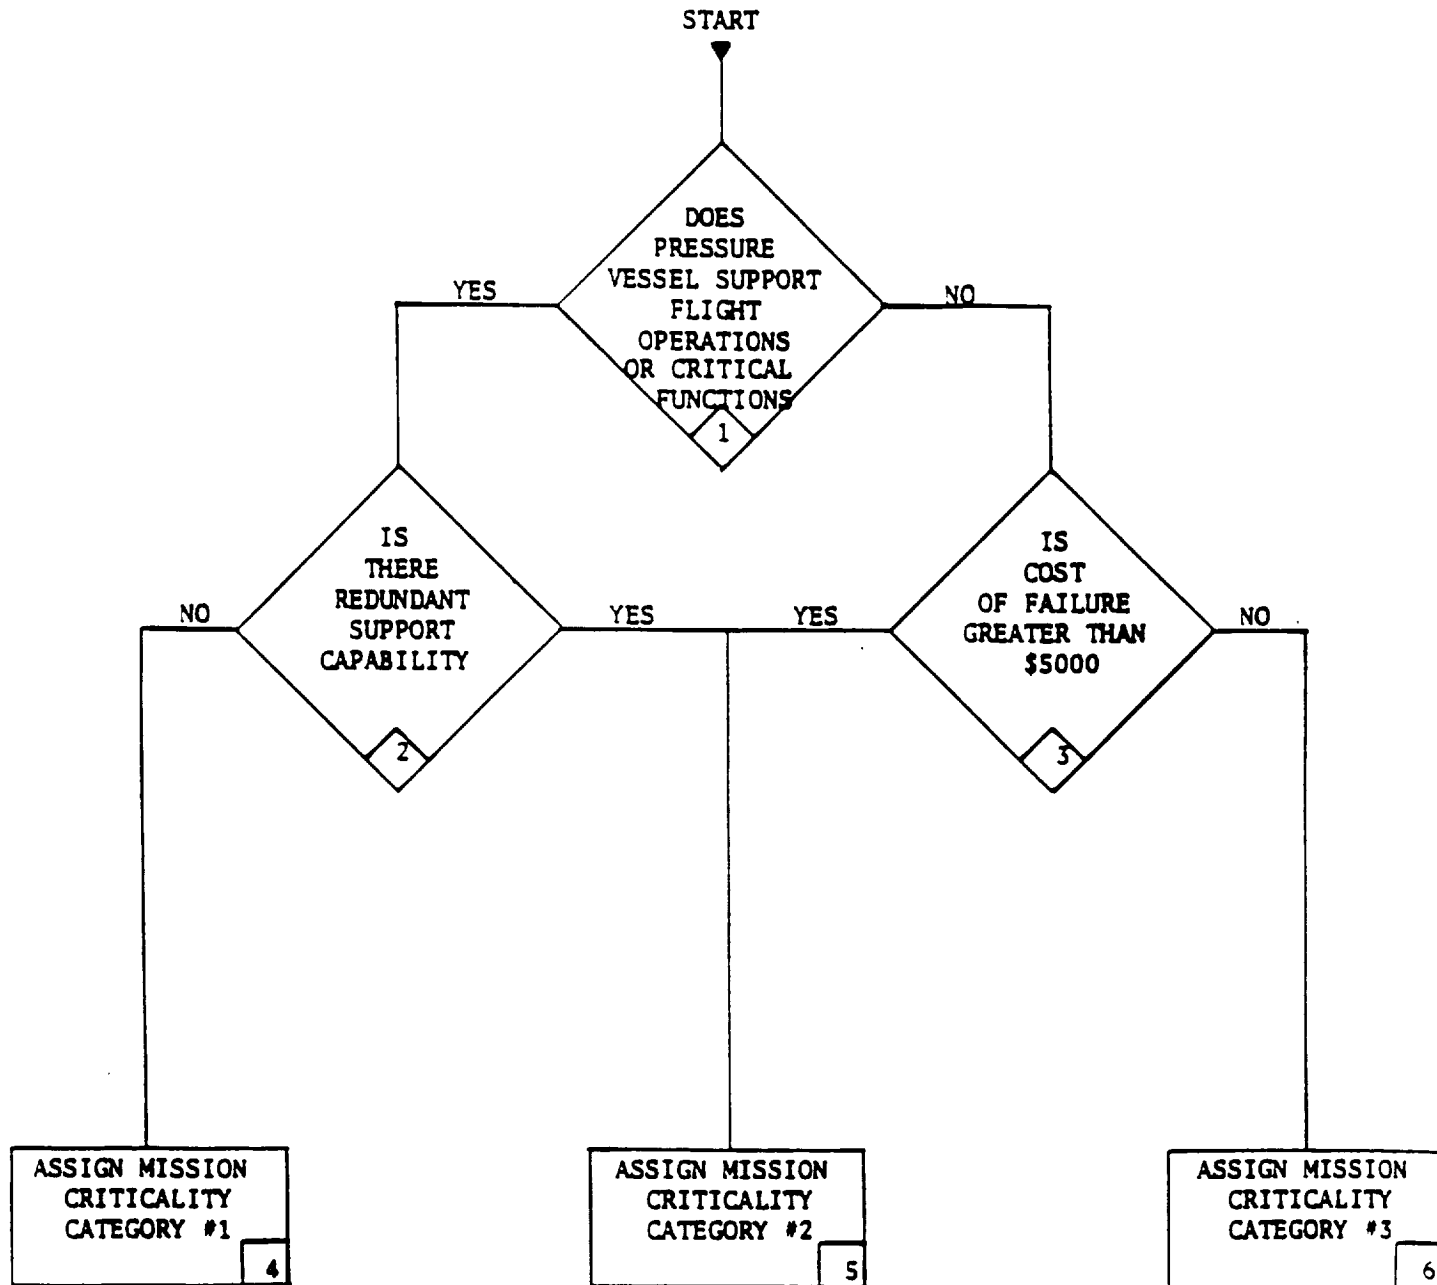 START
DOES
PRESSURE
VESSEL SUPPORT
FLIGHT
OPERATIONS
OR CRITICAL
FUNCTIONS
1
YES
NO
IS
THERE
REDUNDANT
SUPPORT
CAPABILITY
2
NO
YES
IS
COST
OF FAILURE
GREATER THAN
$5000
3
YES
NO
ASSIGN MISSION
CRITICALITY
CATEGORY #1
4
ASSIGN MISSION
CRITICALITY
CATEGORY #2
5
ASSIGN MISSION
CRITICALITY
CATEGORY #3
6